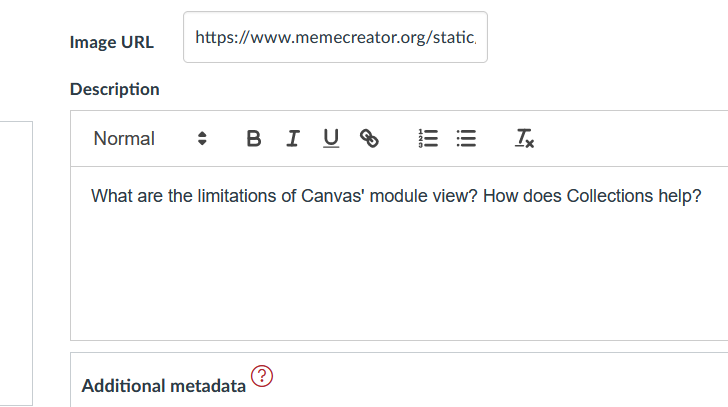 Image URL
https://www.memecreator.org/static
Description
Normal B I U
What are the limitations of Canvas' module view? How does Collections help?
Additional metadata ?